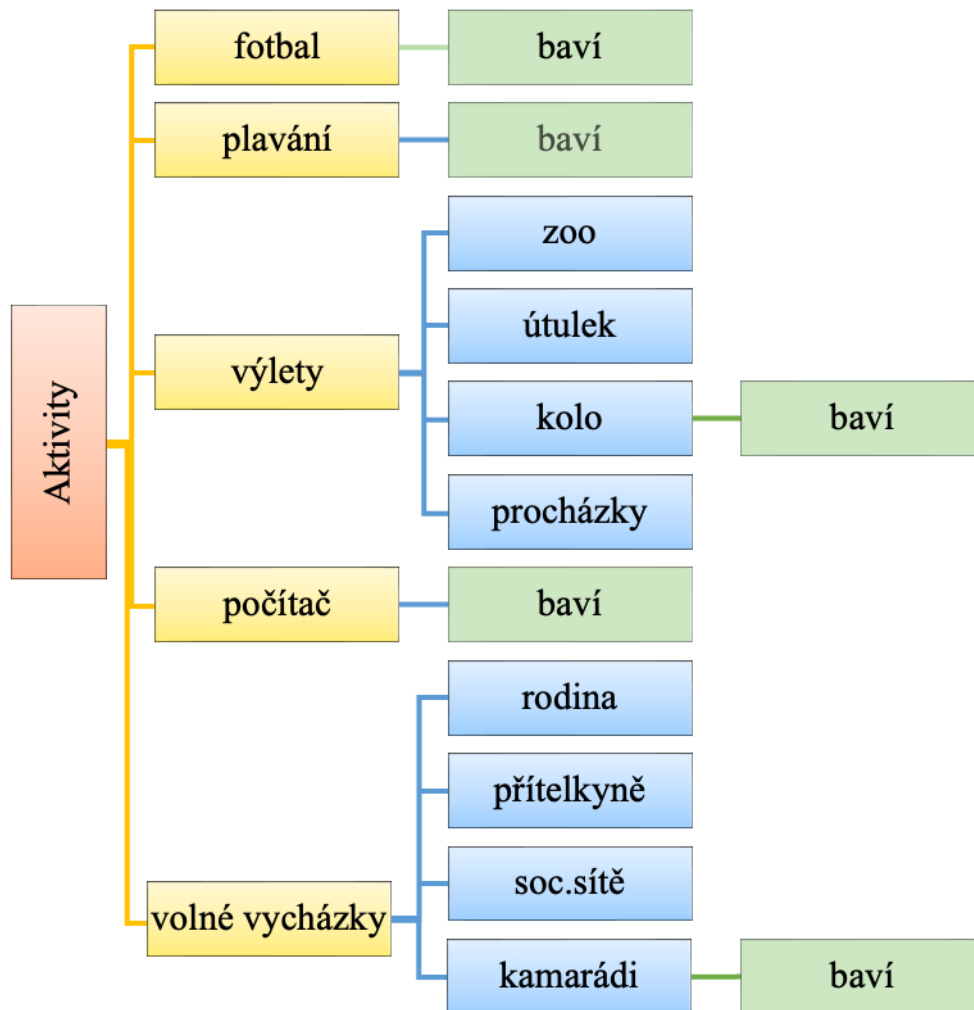 Aktivity
fotbal
baví
plavání
baví
výlety
zoo
útulek
kolo
baví
procházky
počítač
baví
volné vycházky
rodina
přítelkyně
soc.sítě
kamarádi
baví